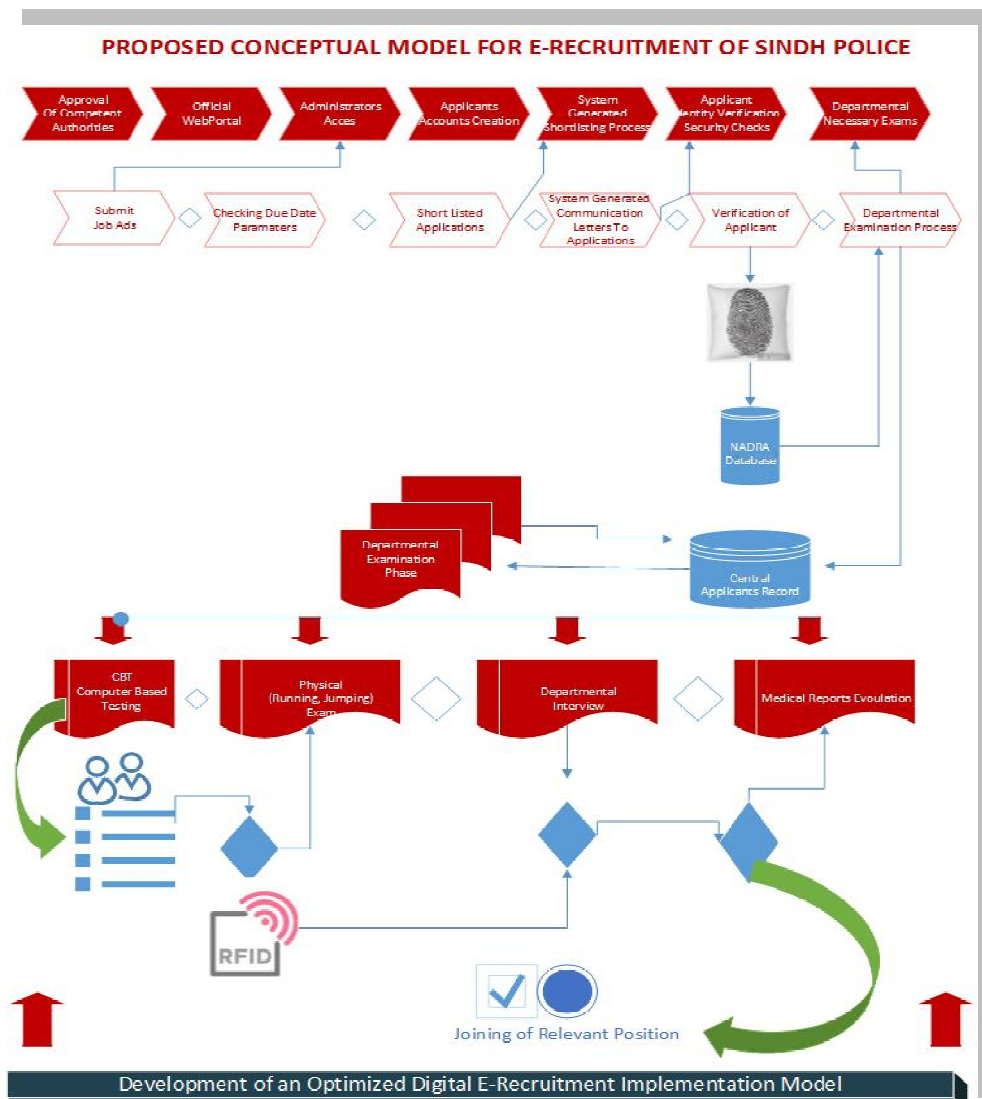 PROPOSED CONCEPTUAL MODEL FOR E-RECRUITMENT OF SINDH POLICE
Approval
Of Competent
Authorities
Official
WebPortal
Administrators
Acces
Applicants
Accounts Creation
System
Generated
Shortlisting Process
Applicant
Identity Verification
Security Checks
Departmental
Necessary Exams
Submit
Job Ads
Checking Due Date
Paramaters
Short Listed
Applications
System Generated
Communication
Letters To
Applications
Verification of
Applicant
Departmental
Examination Process
NADRA
Database
Departmental
Examination
Phase
Central
Applicants Record
CBT
Computer Based
Testing
Physical
(Running, Jumping)
Exam
Departmental
Interview
Medical Reports Evoulation
RFID
Joining of Relevant Position
Development of an Optimized Digital E-Recruitment Implementation Model